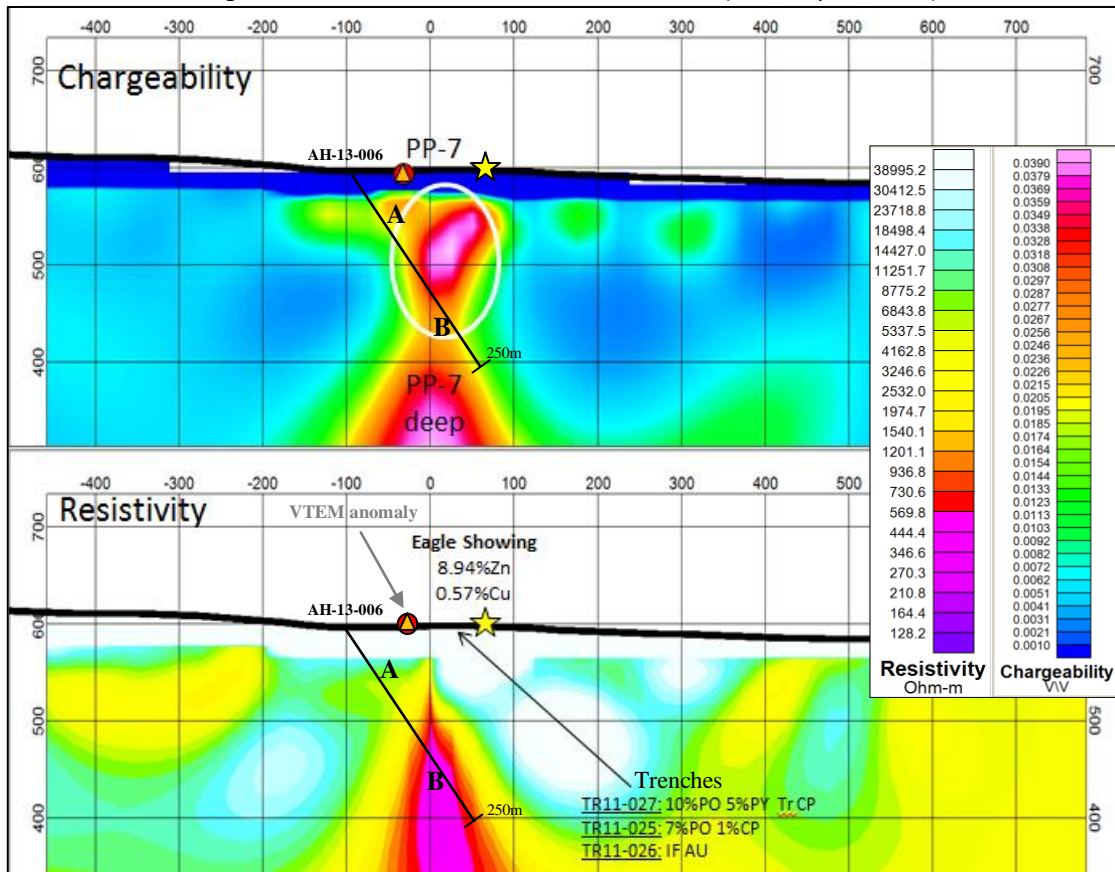 -400 -300 -200 -100 0 100 200 300 400 500 600 700
700 700
Chargeability
AH-13-006 PP-7
600
A
500
B
250m
400
PP-7
deep
38995.2
30412.5
23718.8
18498.4
14427.0
11251.7
8775.2
6843.8
5337.5
4162.8
3246.6
2532.0
1974.7
1540.1
1201.1
936.8
730.6
569.8
444.4
346.6
270.3
210.8
164.4
128.2
Resistivity
Ohm-m
0.0390
0.0379
0.0369
0.0359
0.0349
0.0338
0.0328
0.0318
0.0308
0.0297
0.0287
0.0277
0.0267
0.0256
0.0246
0.0236
0.0226
0.0215
0.0205
0.0195
0.0185
0.0174
0.0164
0.0154
0.0144
0.0133
0.0123
0.0113
0.0103
0.0092
0.0082
0.0072
0.0062
0.0051
0.0041
0.0031
0.0021
0.0010
Chargeability
V\V
-400 -300 -200 -100 0 100 200 300 400 500
Resistivity
700
VTEM anomaly
Eagle Showing
8.94%Zn
0.57%Cu
AH-13-006
600
A
500 500
B
Trenches
250m
TR11-027: 10%PO 5%PY Tr CP
400 400
TR11-025: 7%PO 1%CP
TR11-026: IF AU